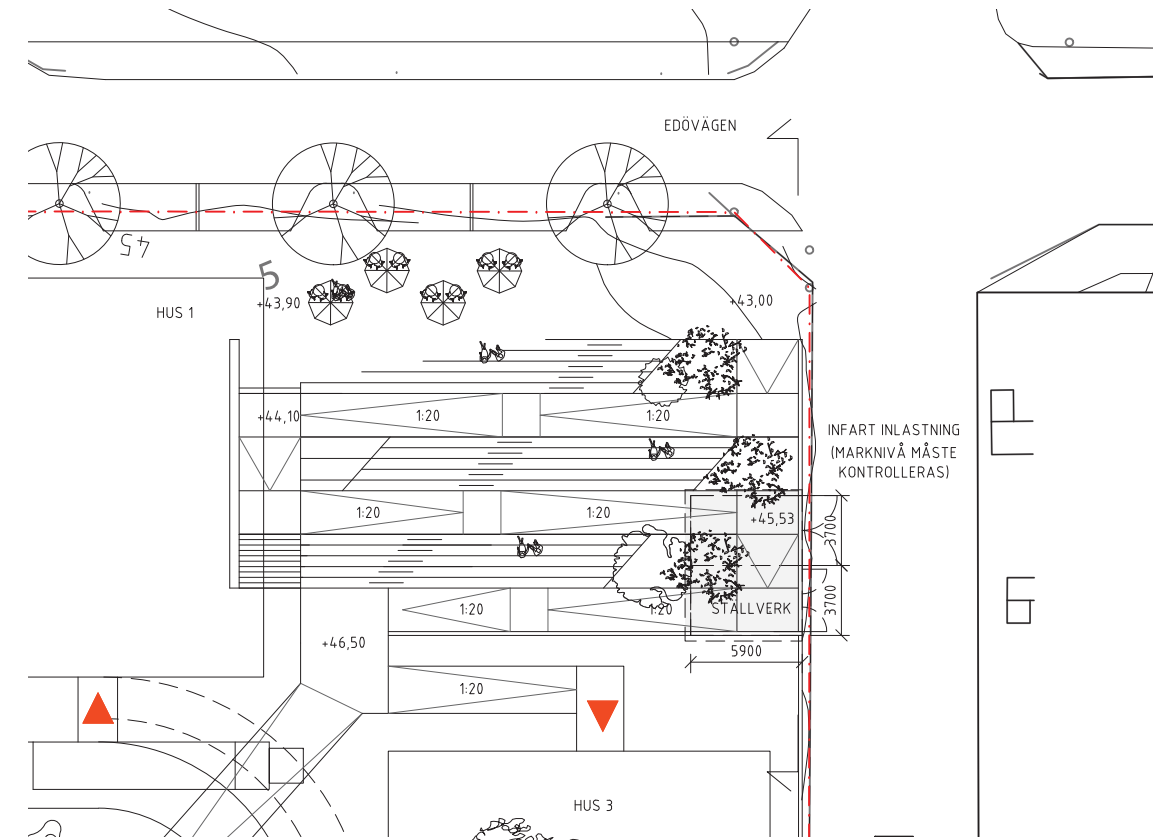 EDÖVÄGEN
45
5
+43,90
+43,00
HUS 1
+44,10
1:20
1:20
INFART INLASTNING
(MARKNIVÅ MÅSTE
KONTROLLERAS)
1:20
1:20
+45,53
3700
1:20
1:20
STÄLLVERK
3700
+46,50
5900
1:20
HUS 3